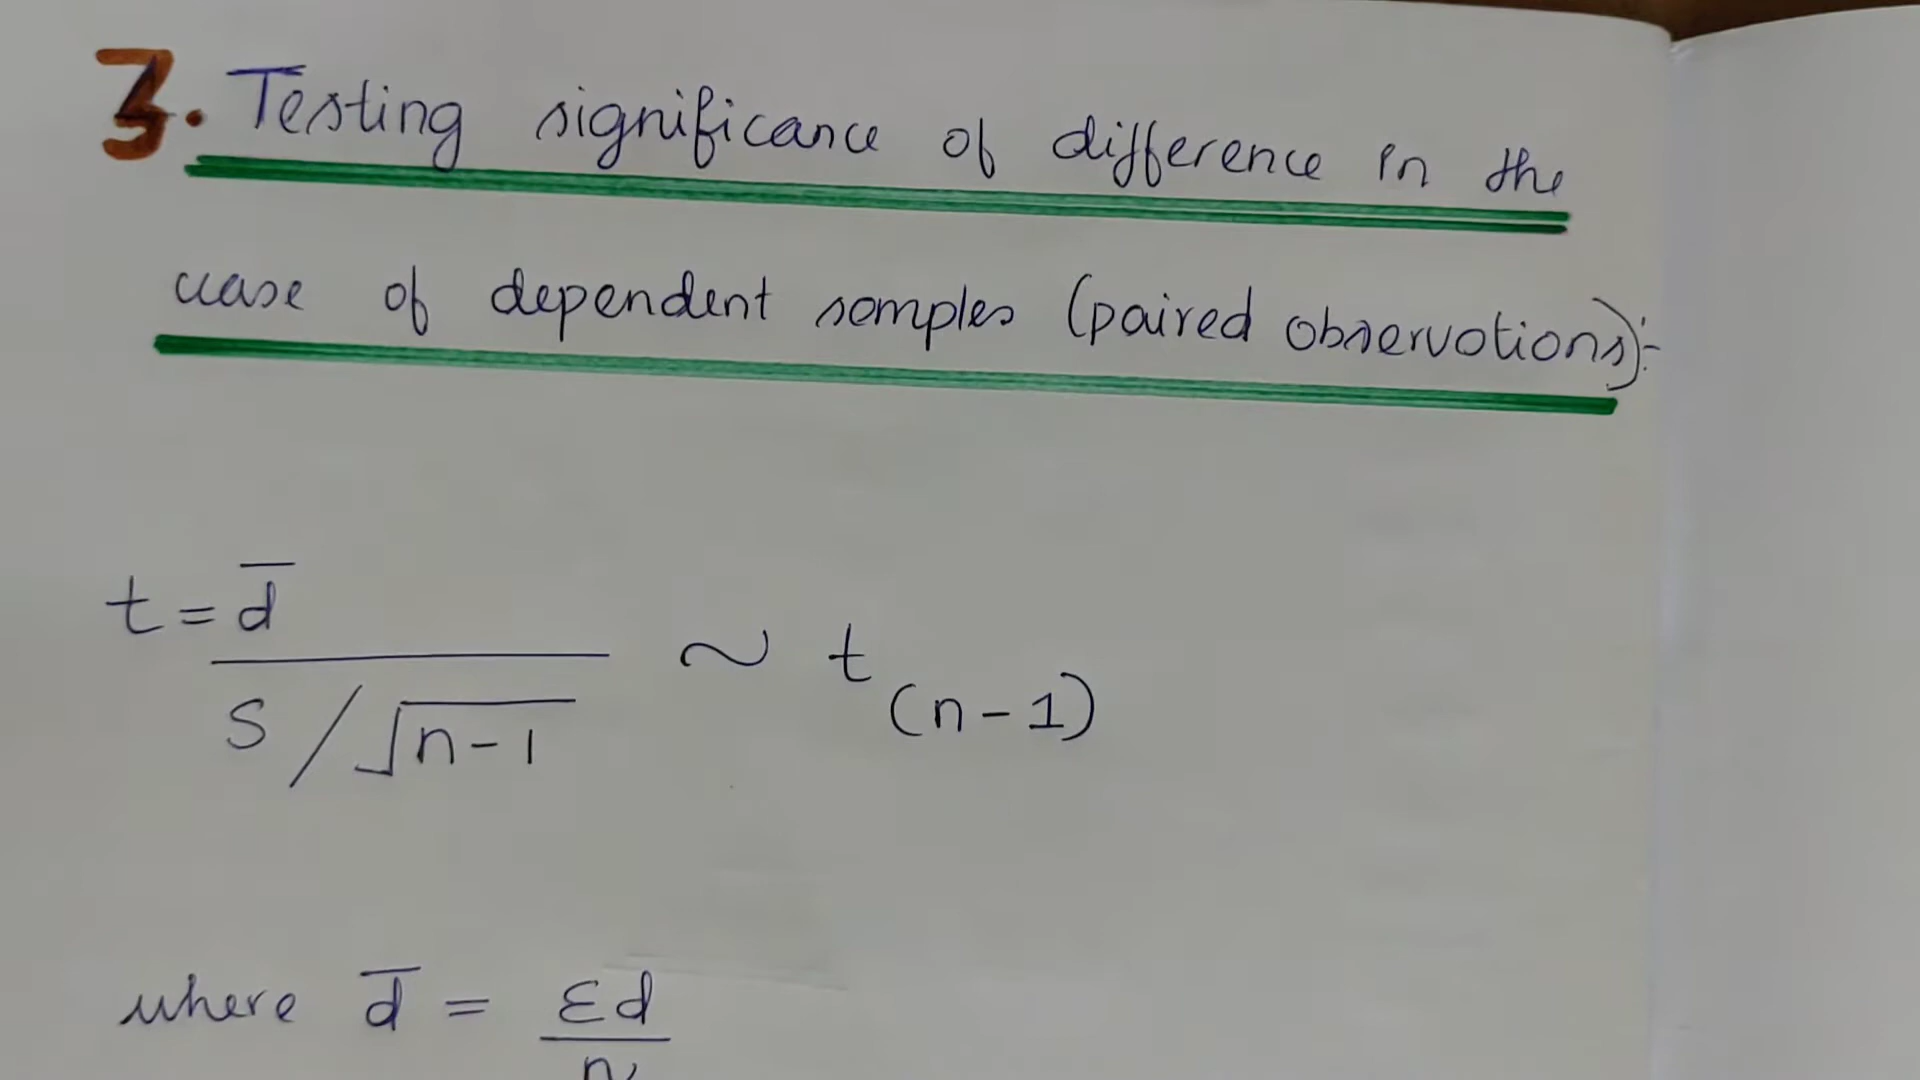 3. Testing significance of difference in the
case of dependent samples (paired observations):-
t = d̅ / (S / √(n-1)) ~ t(n-1)
where d̅ = Σd / n